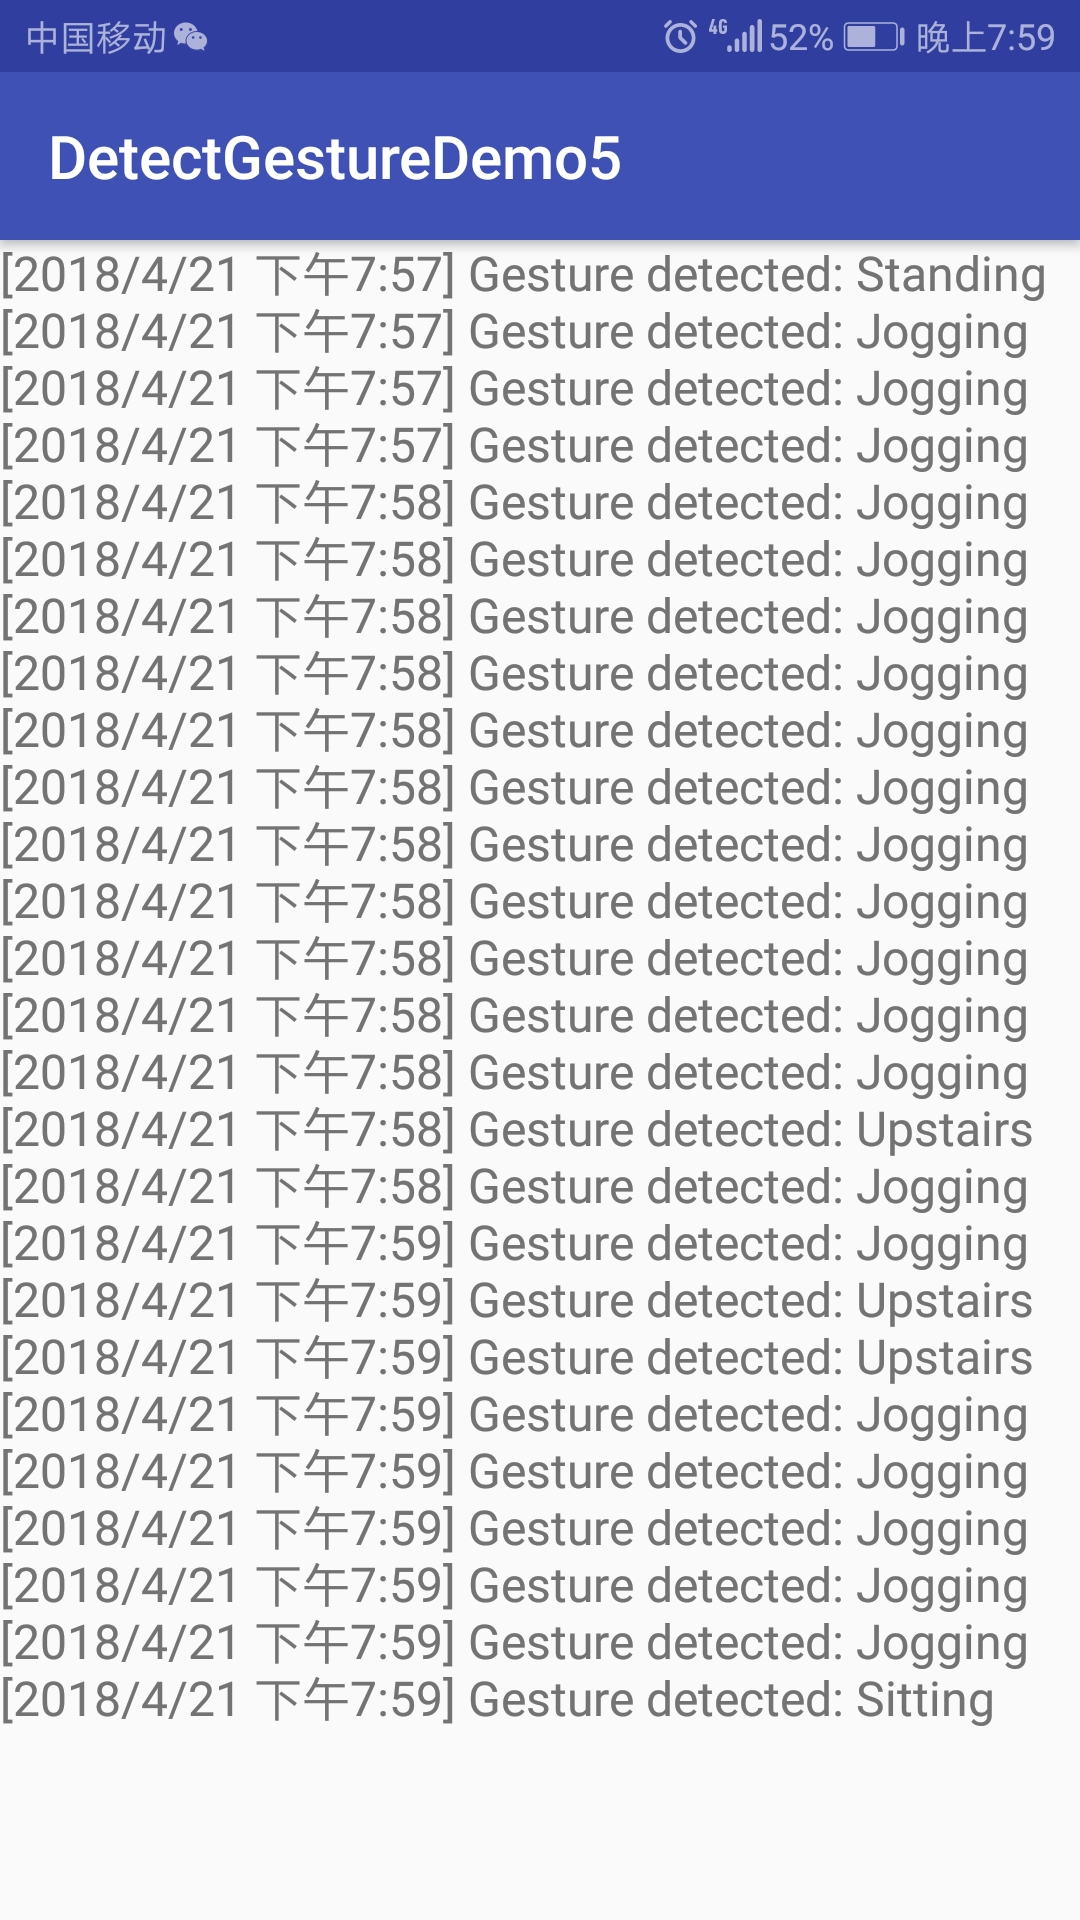 中国移动 4G 52% 晚上7:59
DetectGestureDemo5
[2018/4/21 下午7:57] Gesture detected: Standing
[2018/4/21 下午7:57] Gesture detected: Jogging
[2018/4/21 下午7:57] Gesture detected: Jogging
[2018/4/21 下午7:57] Gesture detected: Jogging
[2018/4/21 下午7:58] Gesture detected: Jogging
[2018/4/21 下午7:58] Gesture detected: Jogging
[2018/4/21 下午7:58] Gesture detected: Jogging
[2018/4/21 下午7:58] Gesture detected: Jogging
[2018/4/21 下午7:58] Gesture detected: Jogging
[2018/4/21 下午7:58] Gesture detected: Jogging
[2018/4/21 下午7:58] Gesture detected: Jogging
[2018/4/21 下午7:58] Gesture detected: Jogging
[2018/4/21 下午7:58] Gesture detected: Jogging
[2018/4/21 下午7:58] Gesture detected: Jogging
[2018/4/21 下午7:58] Gesture detected: Jogging
[2018/4/21 下午7:58] Gesture detected: Upstairs
[2018/4/21 下午7:58] Gesture detected: Jogging
[2018/4/21 下午7:59] Gesture detected: Jogging
[2018/4/21 下午7:59] Gesture detected: Upstairs
[2018/4/21 下午7:59] Gesture detected: Upstairs
[2018/4/21 下午7:59] Gesture detected: Jogging
[2018/4/21 下午7:59] Gesture detected: Jogging
[2018/4/21 下午7:59] Gesture detected: Jogging
[2018/4/21 下午7:59] Gesture detected: Jogging
[2018/4/21 下午7:59] Gesture detected: Jogging
[2018/4/21 下午7:59] Gesture detected: Sitting